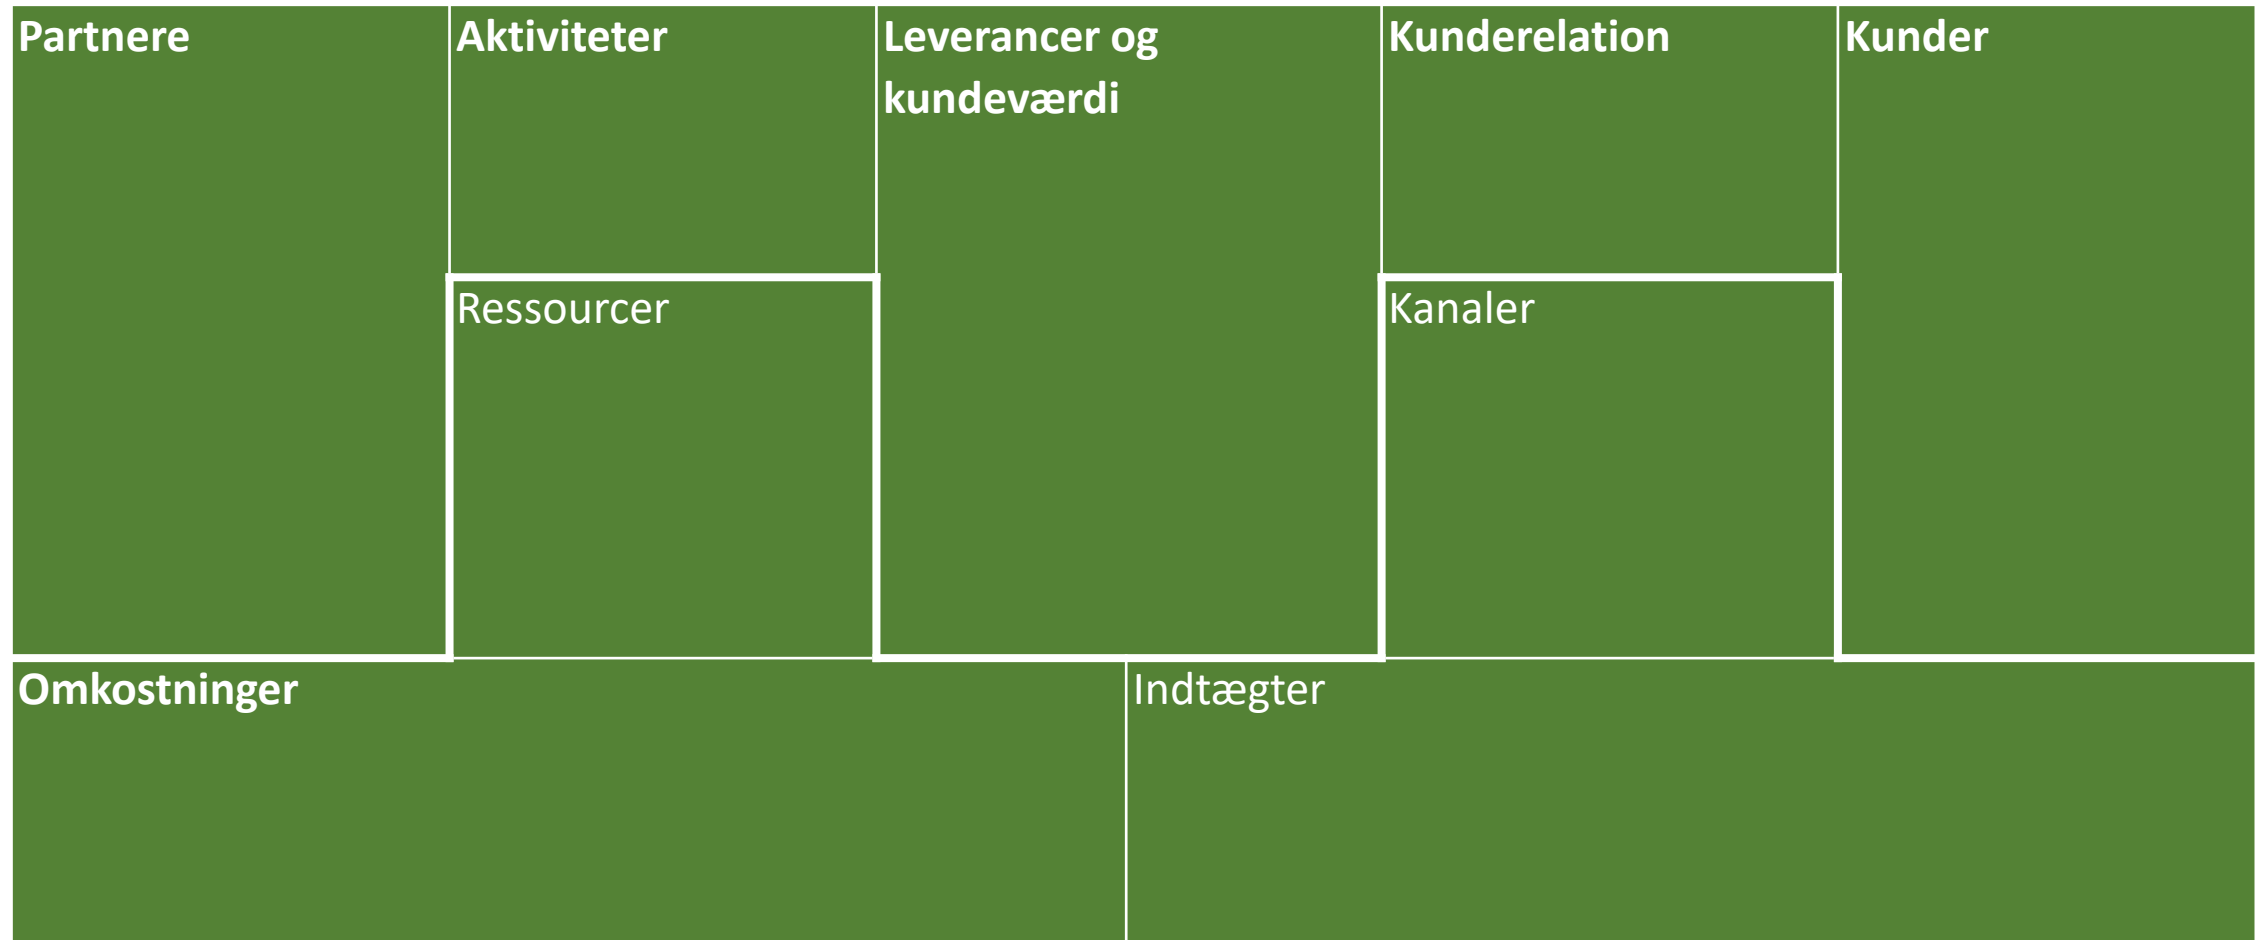 Partnere
Aktiviteter
Leverancer og
kundeværdi
Kunderelation
Kunder
Ressourcer
Kanaler
Omkostninger
Indtægter